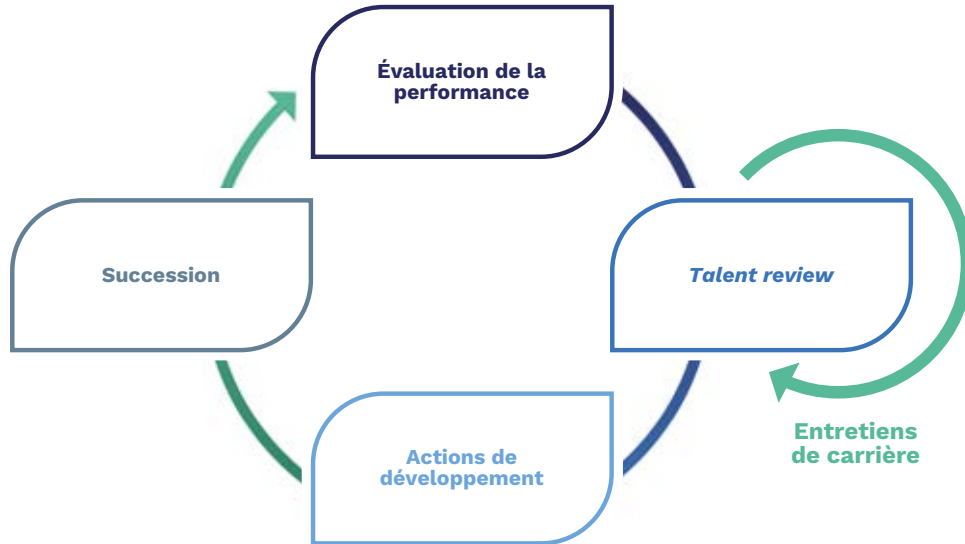 Évaluation de la
performance
Succession
Talent review
Actions de
développement
Entretiens
de carrière